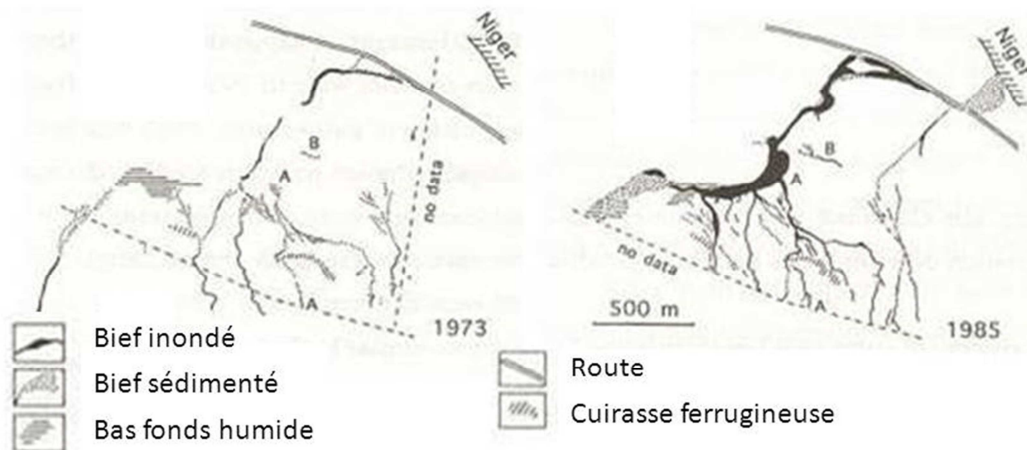 Niger
B
A
no data
A
1973
Niger
B
A
no data
A
500 m
1985
Bief inondé
Bief sédimenté
Bas fonds humide
Route
Cuirasse ferrugineuse